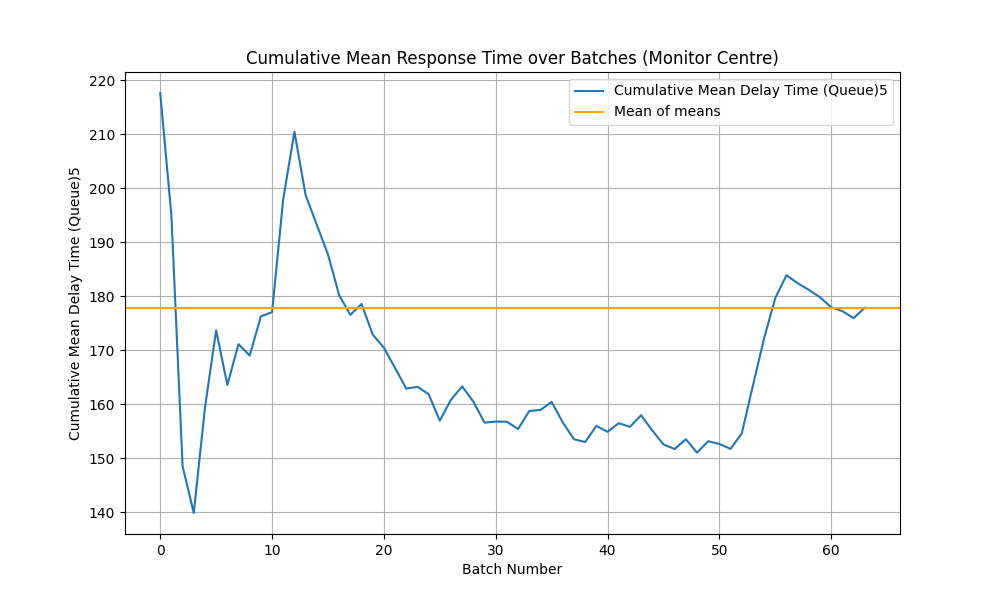 Cumulative Mean Response Time over Batches (Monitor Centre)
Cumulative Mean Delay Time (Queue)5
Mean of means
Cumulative Mean Delay Time (Queue)5
220
210
200
190
180
170
160
150
140
0 10 20 30 40 50 60
Batch Number